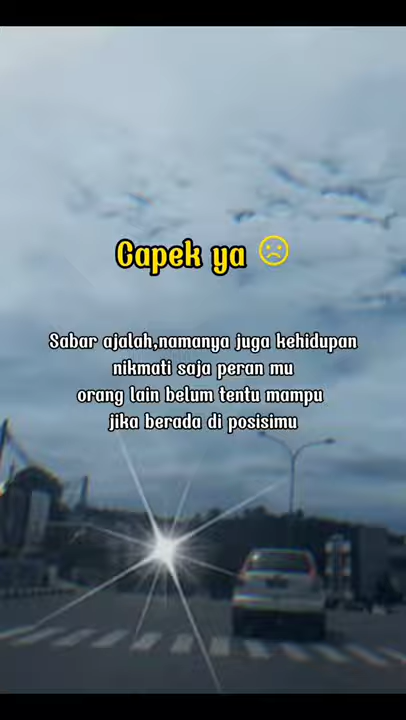 Capek ya ☹
Sabar ajalah,namanya juga kehidupan
nikmati saja peran mu
orang lain belum tentu mampu
jika berada di posisimu